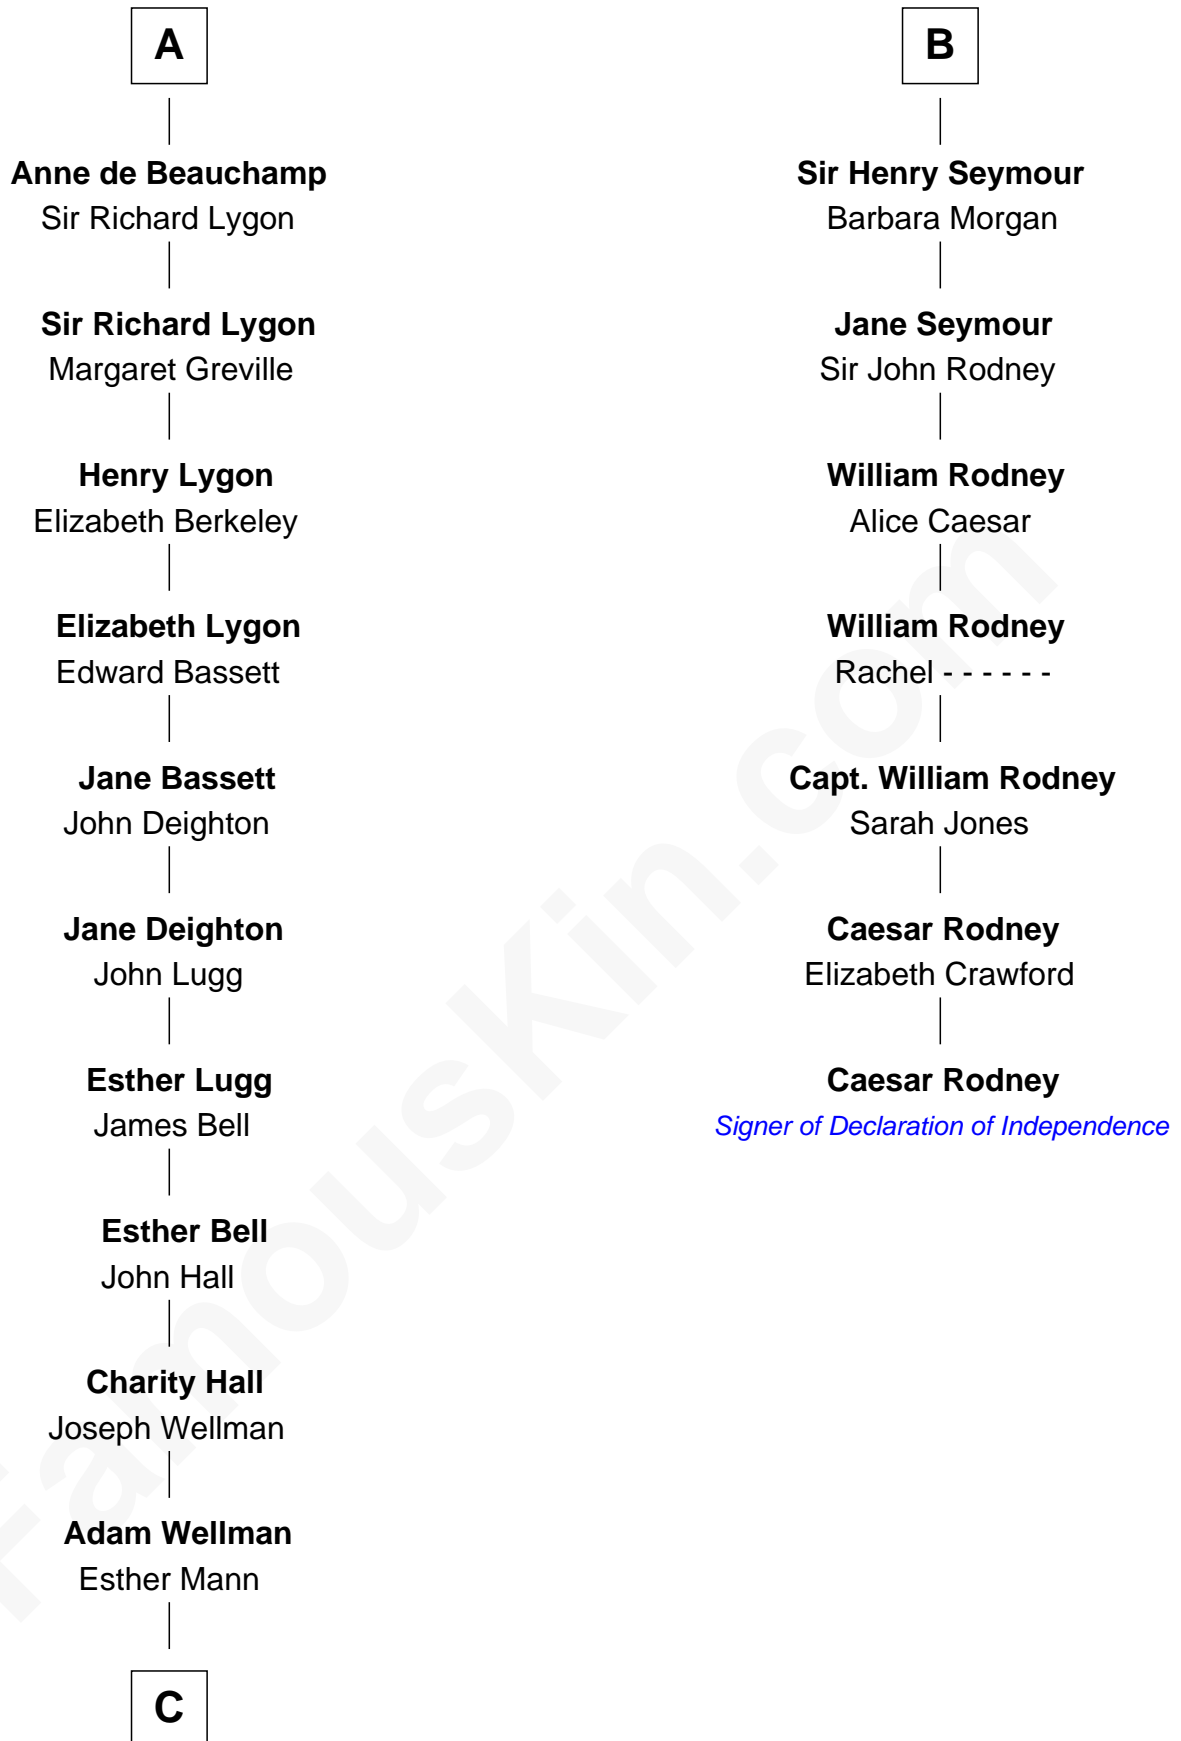 A
Anne de Beauchamp
Sir Richard Lygon
Sir Richard Lygon
Margaret Greville
Henry Lygon
Elizabeth Berkeley
Elizabeth Lygon
Edward Bassett
Jane Bassett
John Deighton
Jane Deighton
John Lugg
Esther Lugg
James Bell
Esther Bell
John Hall
Charity Hall
Joseph Wellman
Adam Wellman
Esther Mann
C
B
Sir Henry Seymour
Barbara Morgan
Jane Seymour
Sir John Rodney
William Rodney
Alice Caesar
William Rodney
Rachel - - - - - -
Capt. William Rodney
Sarah Jones
Caesar Rodney
Elizabeth Crawford
Caesar Rodney
Signer of Declaration of Independence
FamousKin.com